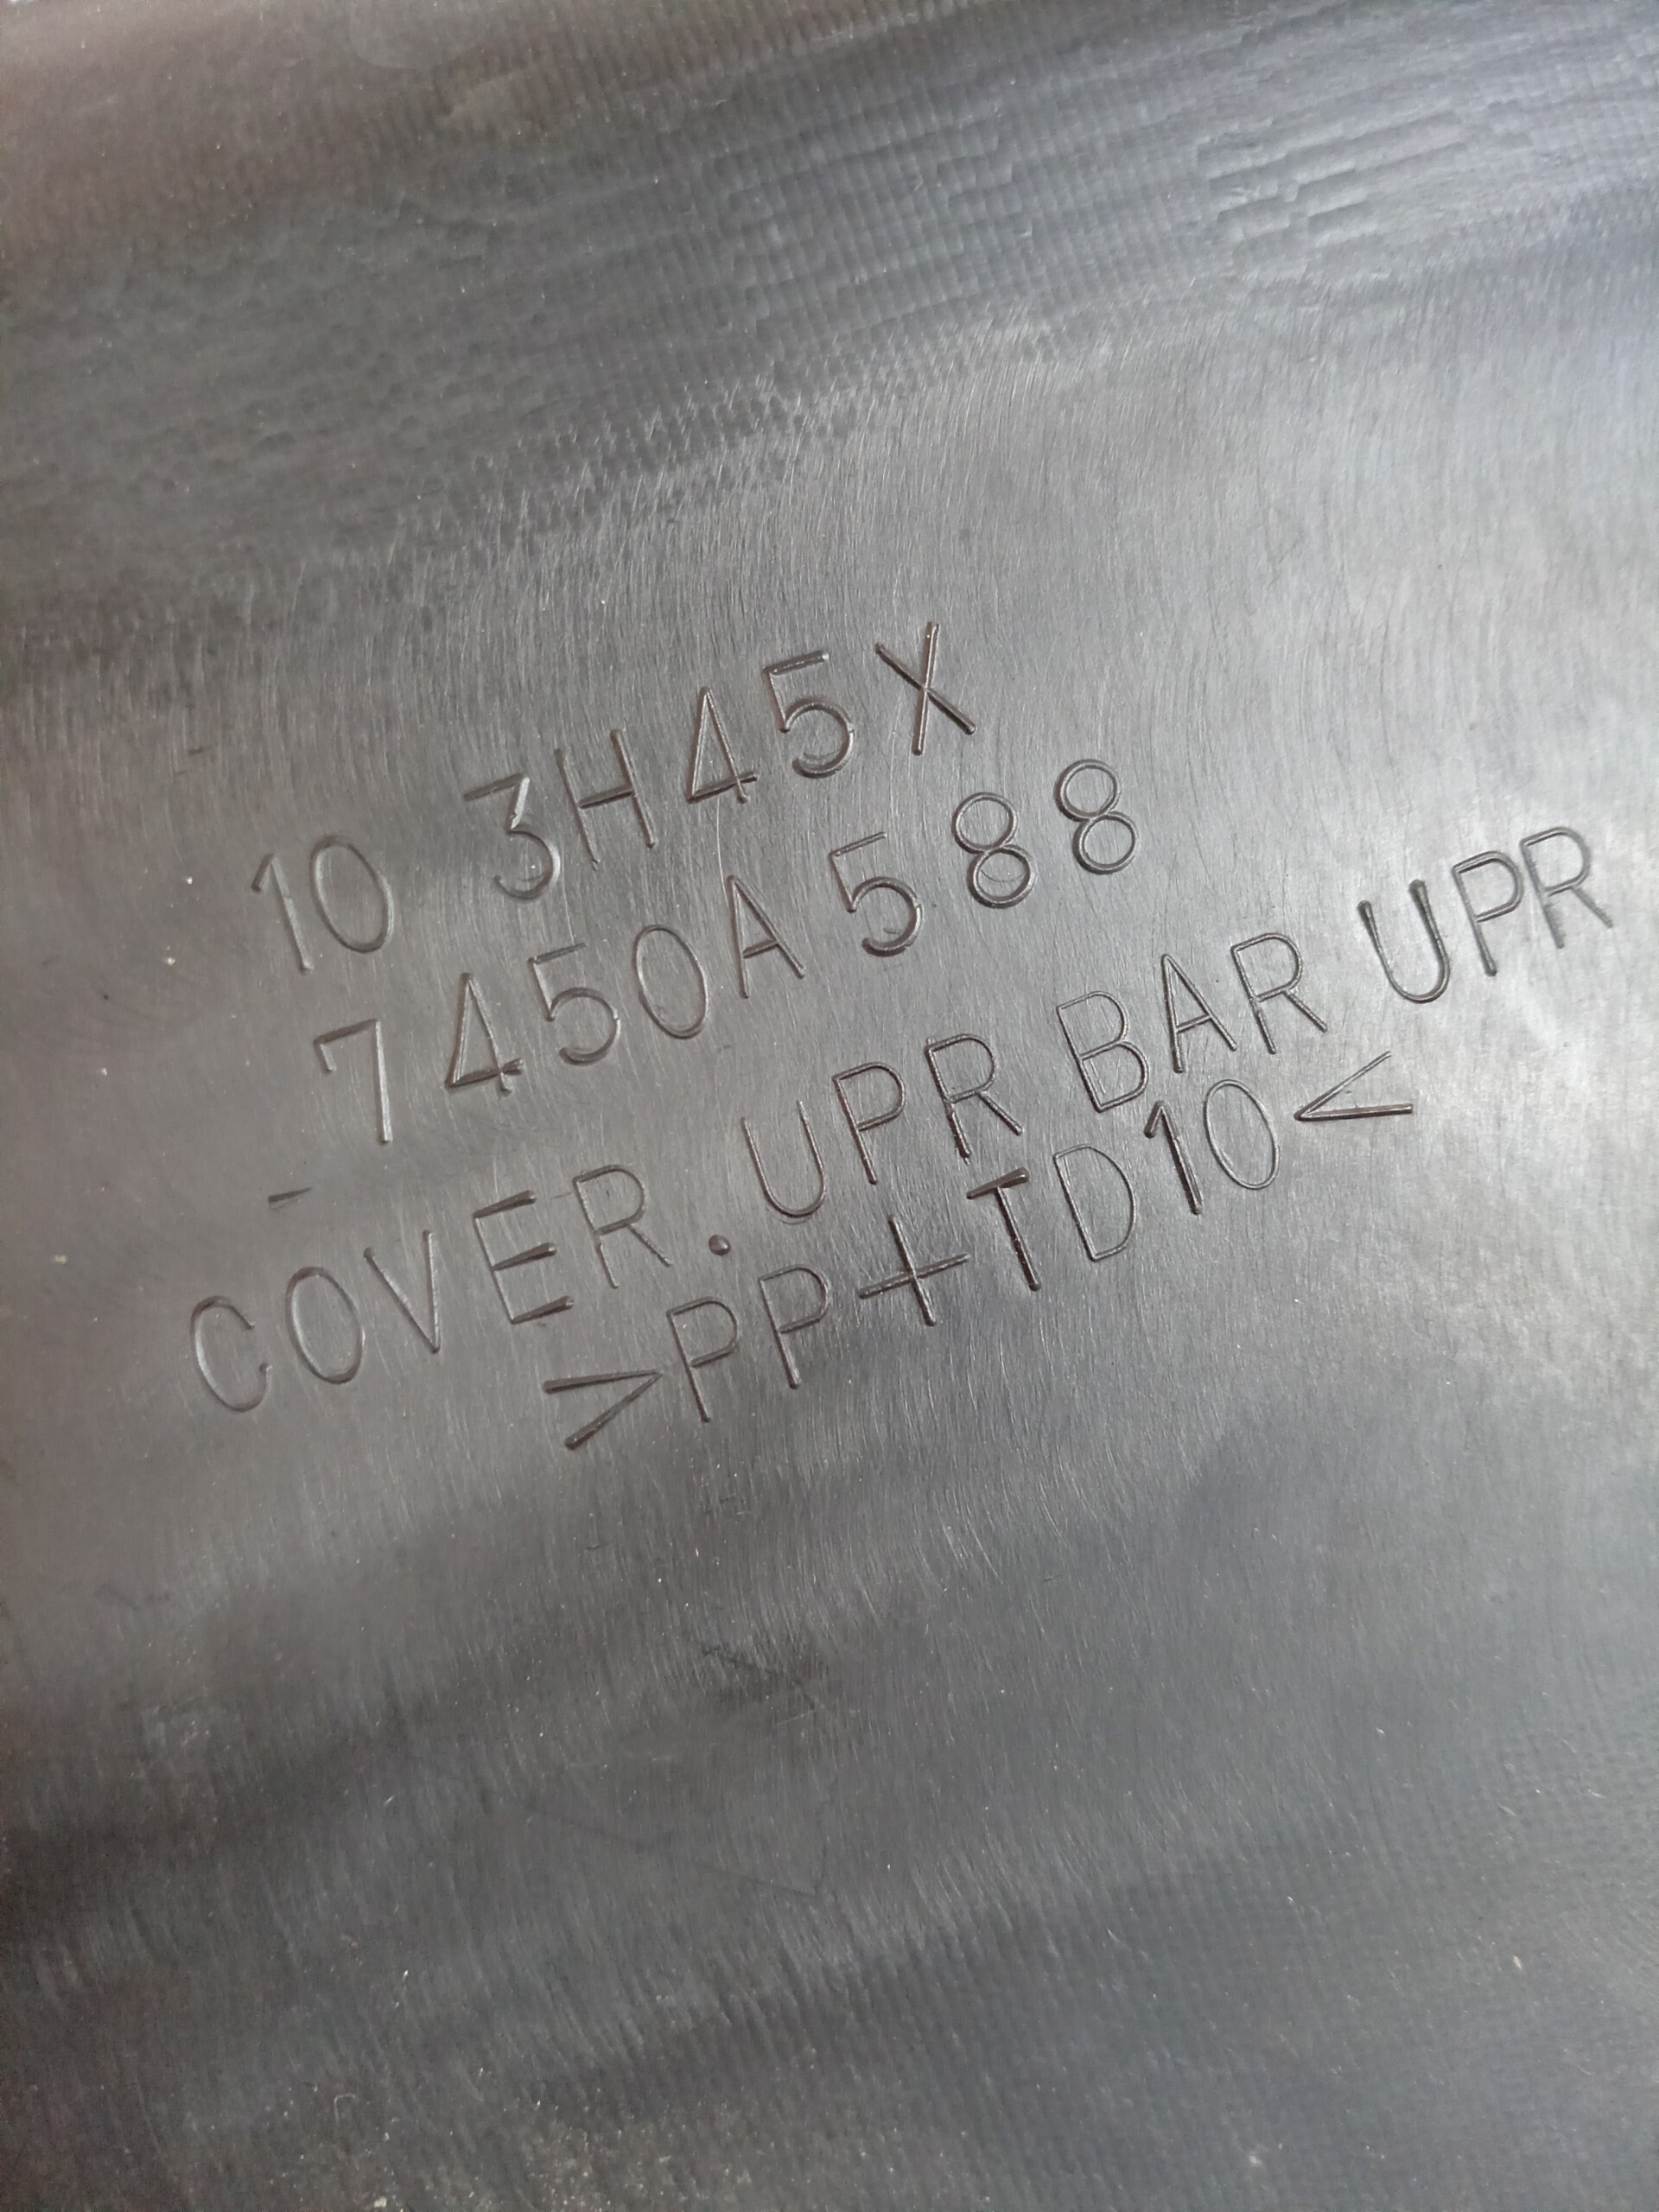 10 3H45X
7450A588
COVER.UPR BAR UPR
>PP+TD10<